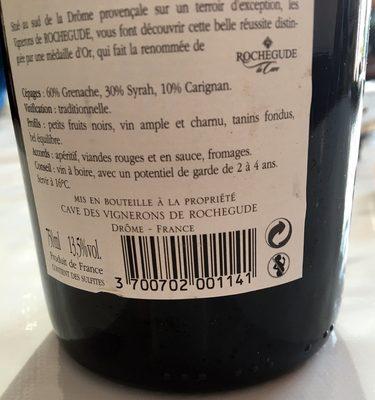 Situé au sud de la Drôme provençale sur un terroir d'exception, les
Vignerons de ROCHEGUDE, vous font découvrir cette belle réussite distin-
guée par une médaille d'Or, qui fait la renommée de
ROCHEGUDE
Cépages : 60% Grenache, 30% Syrah, 10% Carignan.
Vinification : traditionnelle.
Profils : petits fruits noirs, vin ample et charnu, tanins fondus,
bel équilibre.
Accords : apéritif, viandes rouges et en sauce, fromages.
Conseil : vin à boire, avec un potentiel de garde de 2 à 4 ans.
Servir à 16°C.
MIS EN BOUTEILLE À LA PROPRIÉTÉ
CAVE DES VIGNERONS DE ROCHEGUDE
DRÔME - FRANCE
750ml 13,5%vol.
Produit de France
CONTIENT DES SULFITES
3 700702 001141